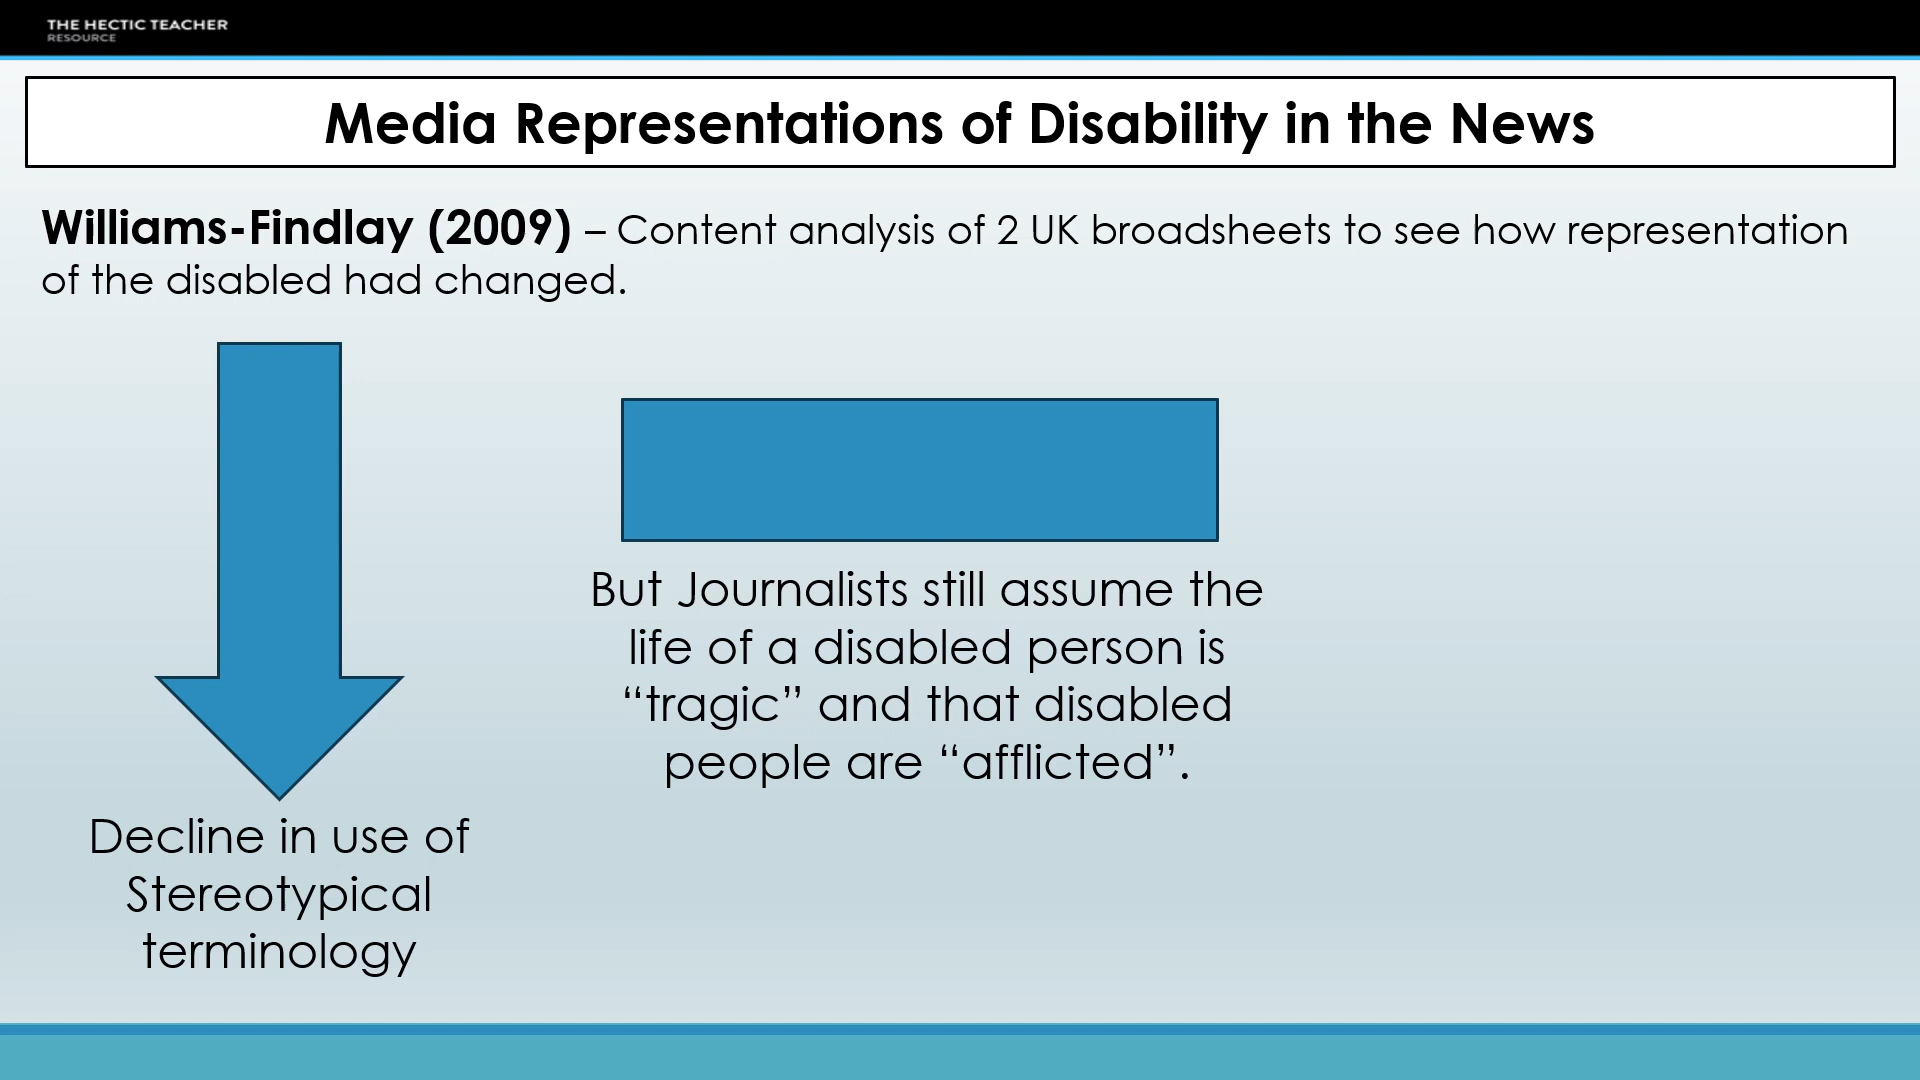 THE HECTIC TEACHER
RESOURCE
Media Representations of Disability in the News
Williams-Findlay (2009) – Content analysis of 2 UK broadsheets to see how representation
of the disabled had changed.
But Journalists still assume the
life of a disabled person is
“tragic” and that disabled
people are “afflicted”.
Decline in use of
Stereotypical
terminology